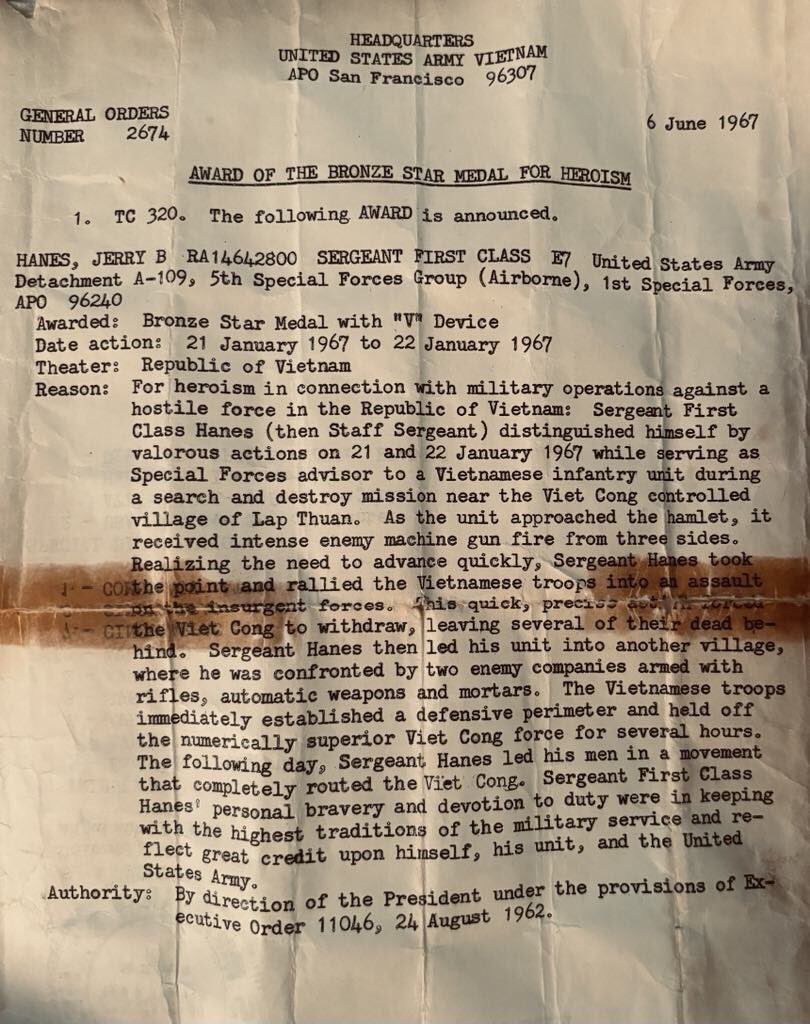 HEADQUARTERS
UNITED STATES ARMY VIETNAM
APO San Francisco 96307
GENERAL ORDERS
NUMBER 2674
6 June 1967
AWARD OF THE BRONZE STAR MEDAL FOR HEROISM
1. TC 320. The following AWARD is announced.
HANES, JERRY B RA14642800 SERGEANT FIRST CLASS E7 United States Army
Detachment A-109, 5th Special Forces Group (Airborne), 1st Special Forces,
APO 96240
Awarded: Bronze Star Medal with "V" Device
Date action: 21 January 1967 to 22 January 1967
Theater: Republic of Vietnam
Reason: For heroism in connection with military operations against a
hostile force in the Republic of Vietnam: Sergeant First
Class Hanes (then Staff Sergeant) distinguished himself by
valorous actions on 21 and 22 January 1967 while serving as
Special Forces advisor to a Vietnamese infantry unit during
a search and destroy mission near the Viet Cong controlled
village of Lap Thuan. As the unit approached the hamlet, it
received intense enemy machine gun fire from three sides.
Realizing the need to advance quickly, Sergeant Hanes took
the point and rallied the Vietnamese troops into an assault
on the insurgent forces. This quick, precise
the Viet Cong to withdraw, leaving several of their dead be-
hind. Sergeant Hanes then led his unit into another village,
where he was confronted by two enemy companies armed with
rifles, automatic weapons and mortars. The Vietnamese troops
immediately established a defensive perimeter and held off
the numerically superior Viet Cong force for several hours.
The following day, Sergeant Hanes led his men in a movement
that completely routed the Viet Cong. Sergeant First Class
Hanes' personal bravery and devotion to duty were in keeping
with the highest traditions of the military service and re-
flect great credit upon himself, his unit, and the United
States Army.
Authority: By direction of the President under the provisions of Ex-
ecutive Order 11046, 24 August 1962.